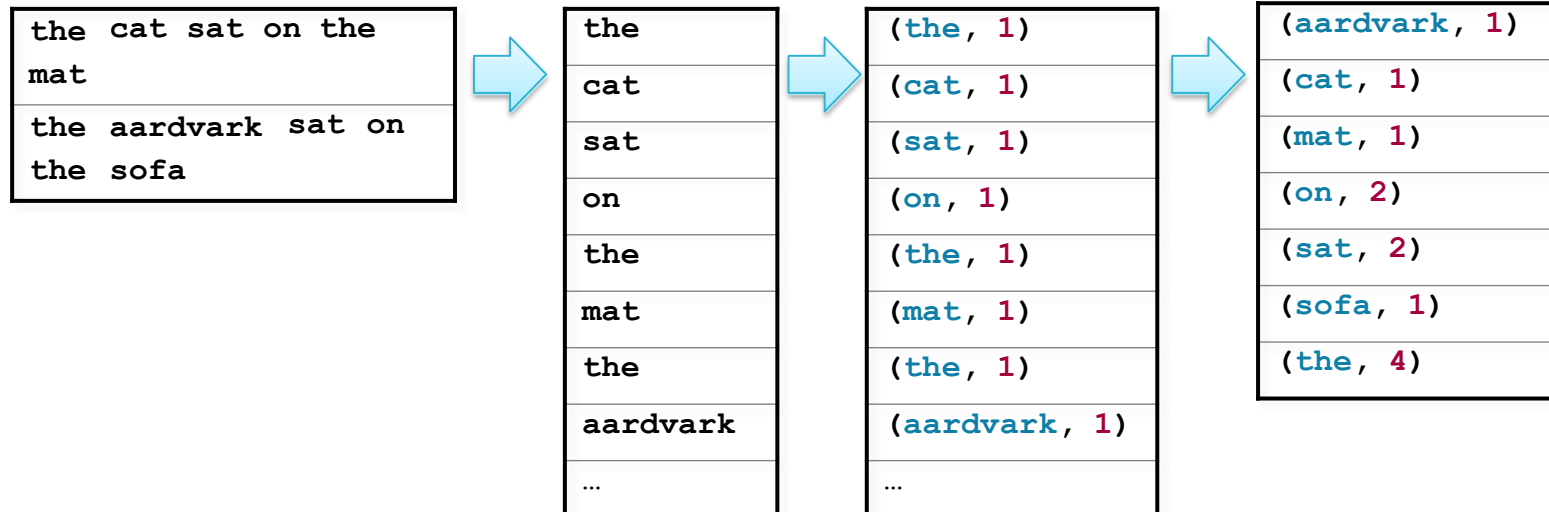 the cat sat on the
mat
the aardvark sat on
the sofa
the
cat
sat
on
the
mat
the
aardvark
…
(the, 1)
(cat, 1)
(sat, 1)
(on, 1)
(the, 1)
(mat, 1)
(the, 1)
(aardvark, 1)
…
(aardvark, 1)
(cat, 1)
(mat, 1)
(on, 2)
(sat, 2)
(sofa, 1)
(the, 4)